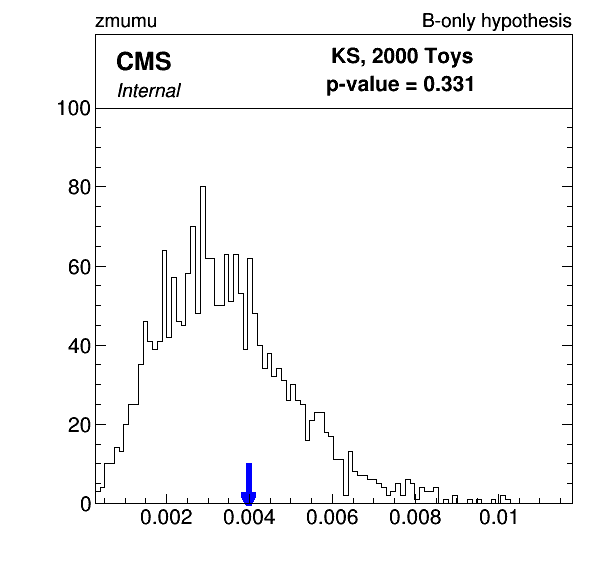 zmumu B-only hypothesis
CMS KS, 2000 Toys
Internal p-value = 0.331
100
80
60
40
20
0
0.002 0.004 0.006 0.008 0.01